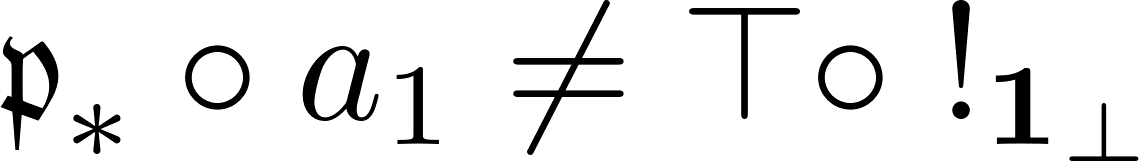 𝔭_* ∘ a_1 ≠ ⊤ ∘ !_{𝟏_⊥}